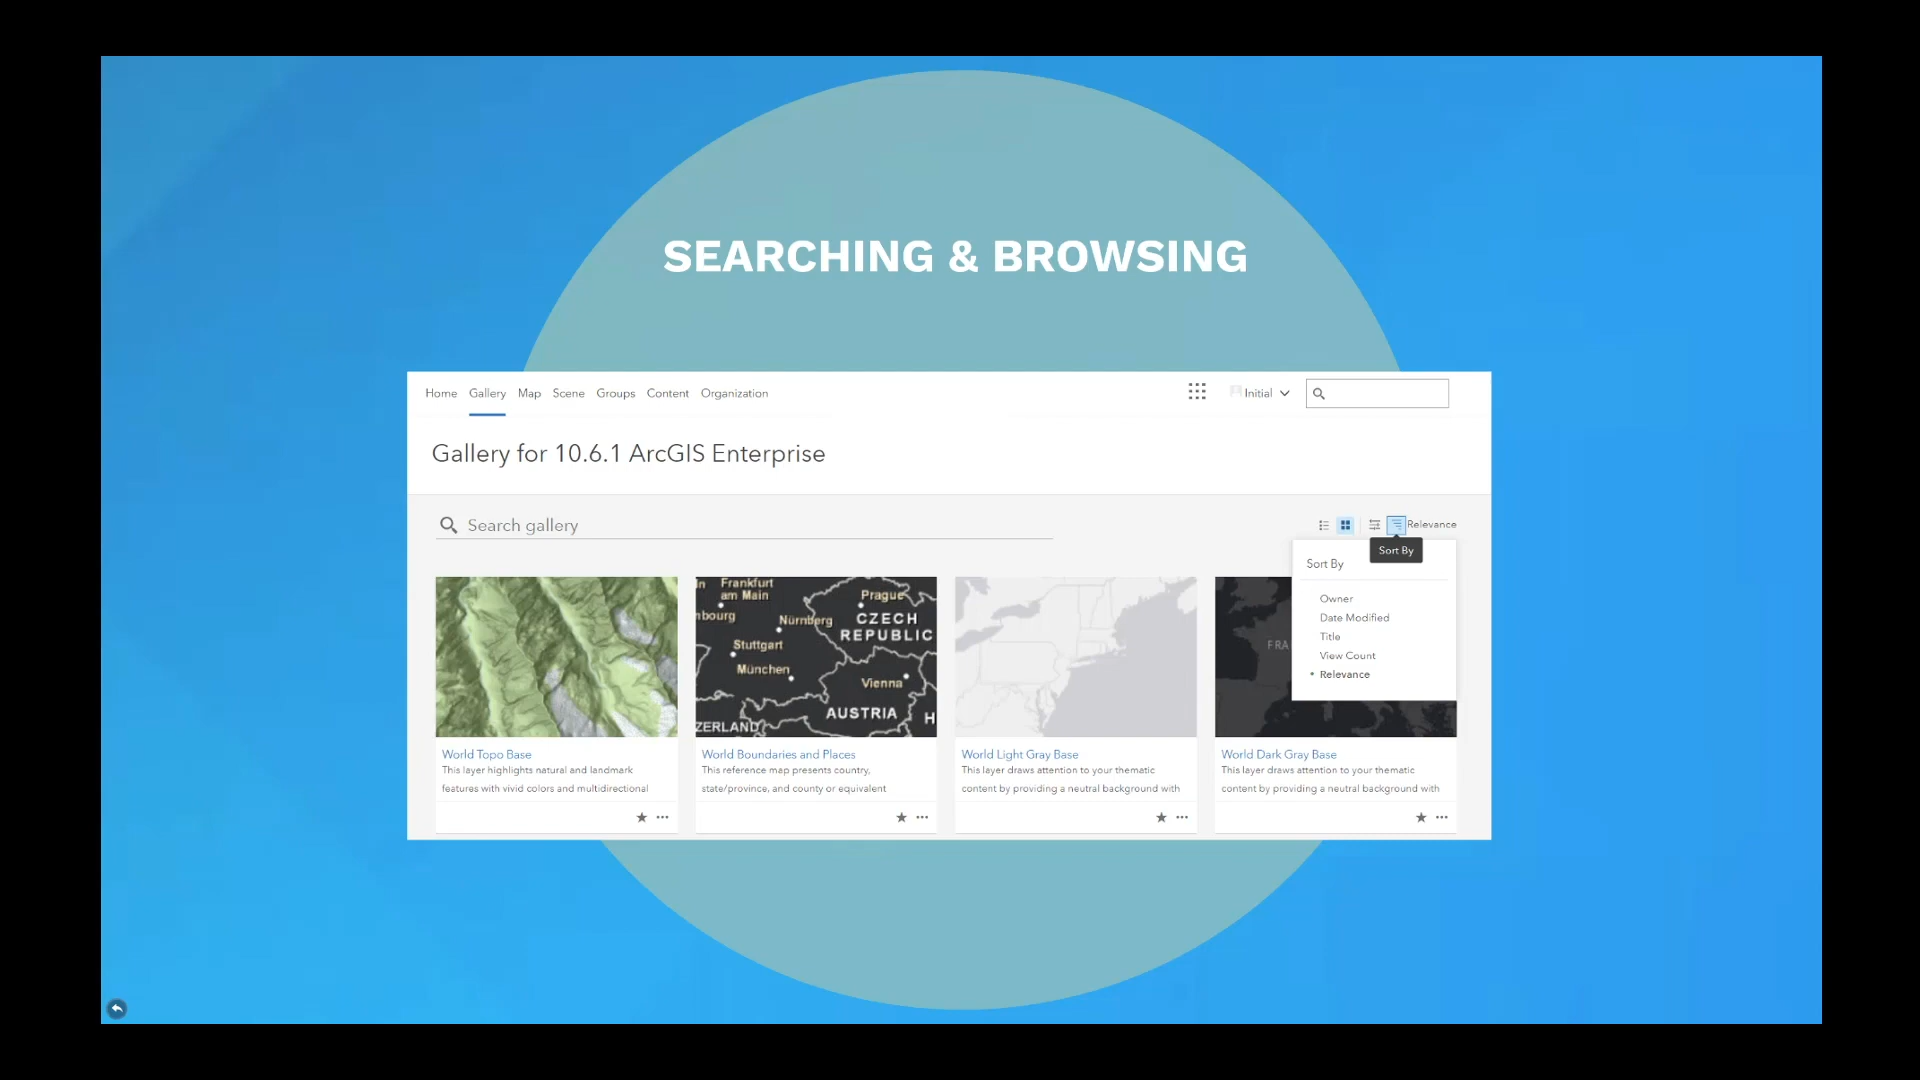 SEARCHING & BROWSING
Home Gallery Map Scene Groups Content Organization Initial
Gallery for 10.6.1 ArcGIS Enterprise
Search gallery
Relevance
Sort By
Sort By
Owner
Date Modified
Title
View Count
Relevance
Frankfurt
am Main
Prague
nbourg
Nürnberg
CZECH
REPUBLIC
Stuttgart
München
Vienna
AUSTRIA
H
ZERLAND
FRA
World Topo Base
This layer highlights natural and landmark
features with vivid colors and multidirectional
World Boundaries and Places
This reference map presents country,
state/province, and county or equivalent
World Light Gray Base
This layer draws attention to your thematic
content by providing a neutral background with
World Dark Gray Base
This layer draws attention to your thematic
content by providing a neutral background with